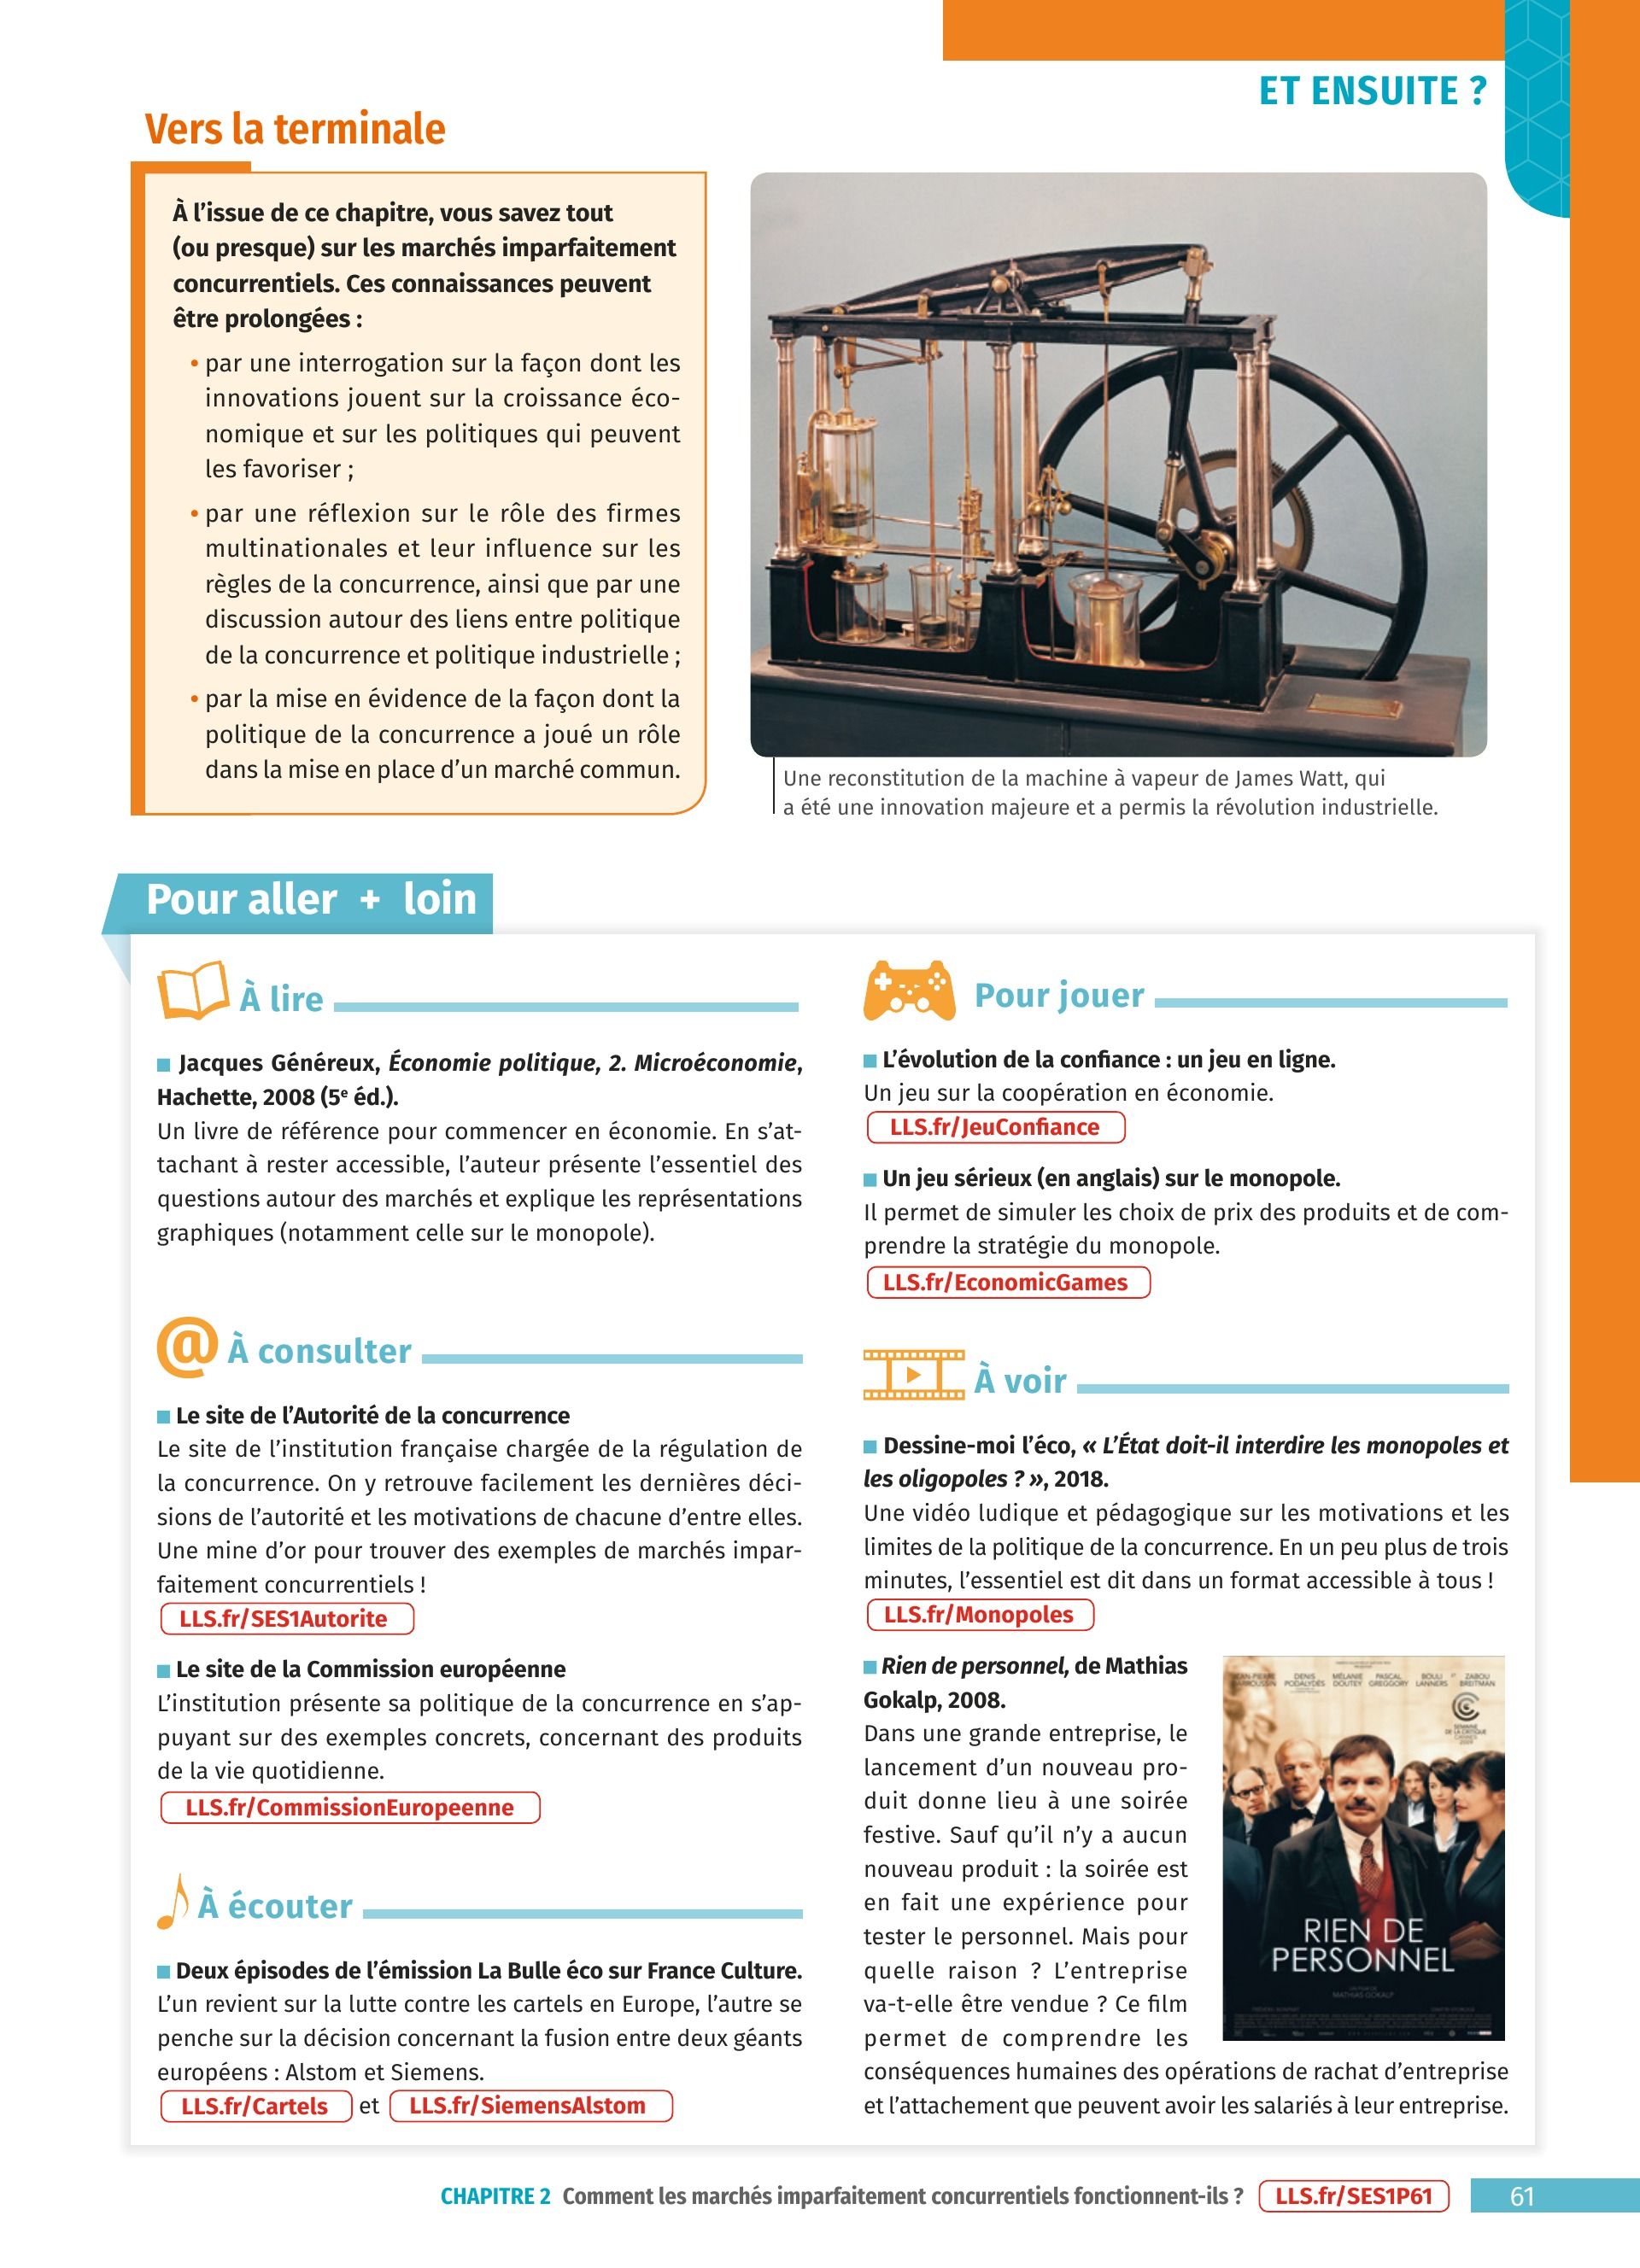 ET ENSUITE ?
Vers la terminale
À l’issue de ce chapitre, vous savez tout
(ou presque) sur les marchés imparfaitement
concurrentiels. Ces connaissances peuvent
être prolongées :
• par une interrogation sur la façon dont les
innovations jouent sur la croissance éco-
nomique et sur les politiques qui peuvent
les favoriser ;
• par une réflexion sur le rôle des firmes
multinationales et leur influence sur les
règles de la concurrence, ainsi que par une
discussion autour des liens entre politique
de la concurrence et politique industrielle ;
• par la mise en évidence de la façon dont la
politique de la concurrence a joué un rôle
dans la mise en place d’un marché commun.
Une reconstitution de la machine à vapeur de James Watt, qui
a été une innovation majeure et a permis la révolution industrielle.
Pour aller + loin
À lire
Jacques Généreux, Économie politique, 2. Microéconomie,
Hachette, 2008 (5e éd.).
Un livre de référence pour commencer en économie. En s’at-
tachant à rester accessible, l’auteur présente l’essentiel des
questions autour des marchés et explique les représentations
graphiques (notamment celle sur le monopole).
@ À consulter
Le site de l’Autorité de la concurrence
Le site de l’institution française chargée de la régulation de
la concurrence. On y retrouve facilement les dernières déci-
sions de l’autorité et les motivations de chacune d’entre elles.
Une mine d’or pour trouver des exemples de marchés impar-
faitement concurrentiels !
LLS.fr/SES1Autorite
Le site de la Commission européenne
L’institution présente sa politique de la concurrence en s’ap-
puyant sur des exemples concrets, concernant des produits
de la vie quotidienne.
LLS.fr/CommissionEuropeenne
À écouter
Deux épisodes de l’émission La Bulle éco sur France Culture.
L’un revient sur la lutte contre les cartels en Europe, l’autre se
penche sur la décision concernant la fusion entre deux géants
européens : Alstom et Siemens.
LLS.fr/Cartels et LLS.fr/SiemensAlstom
Pour jouer
L’évolution de la confiance : un jeu en ligne.
Un jeu sur la coopération en économie.
LLS.fr/JeuConfiance
Un jeu sérieux (en anglais) sur le monopole.
Il permet de simuler les choix de prix des produits et de com-
prendre la stratégie du monopole.
LLS.fr/EconomicGames
À voir
Dessine-moi l’éco, « L’État doit-il interdire les monopoles et
les oligopoles ? », 2018.
Une vidéo ludique et pédagogique sur les motivations et les
limites de la politique de la concurrence. En un peu plus de trois
minutes, l’essentiel est dit dans un format accessible à tous !
LLS.fr/Monopoles
Rien de personnel, de Mathias
Gokalp, 2008.
Dans une grande entreprise, le
lancement d’un nouveau pro-
duit donne lieu à une soirée
festive. Sauf qu’il n’y a aucun
nouveau produit : la soirée est
en fait une expérience pour
tester le personnel. Mais pour
quelle raison ? L’entreprise
va-t-elle être vendue ? Ce film
permet de comprendre les
conséquences humaines des opérations de rachat d’entreprise
et l’attachement que peuvent avoir les salariés à leur entreprise.
JEAN-PIERRE DENIS MÉLANIE PASCAL BOULI ZABOU
DARROUSSIN PODALYDÈS DOUTEY GREGGORY LANNERS BREITMAN
RIEN DE
PERSONNEL
MATHIAS GOKALP
CHAPITRE 2 Comment les marchés imparfaitement concurrentiels fonctionnent-ils ? LLS.fr/SES1P61 61